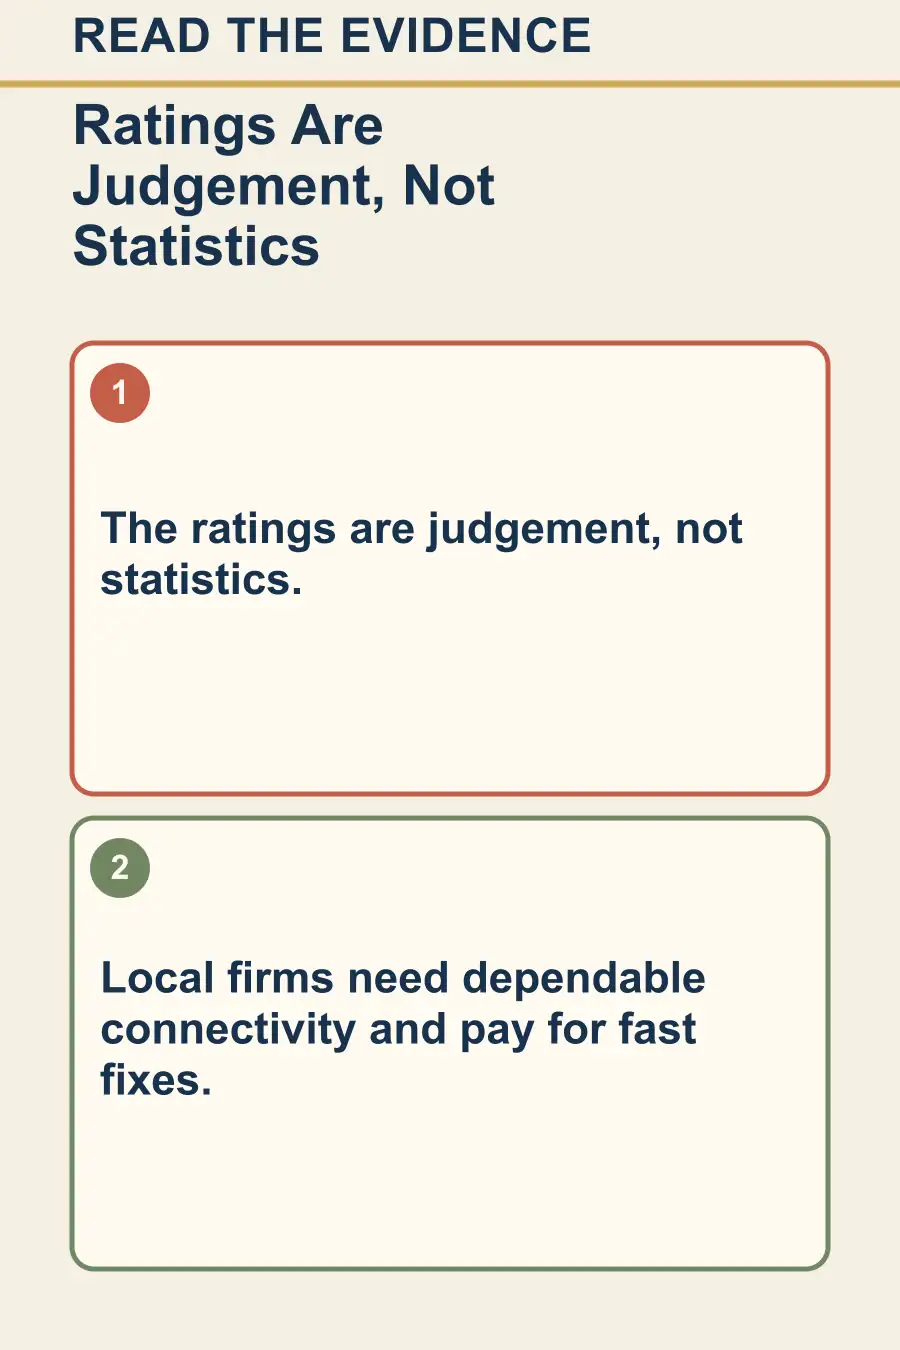 READ THE EVIDENCE
Ratings Are
Judgement, Not
Statistics
1
The ratings are judgement, not
statistics.
2
Local firms need dependable
connectivity and pay for fast
fixes.